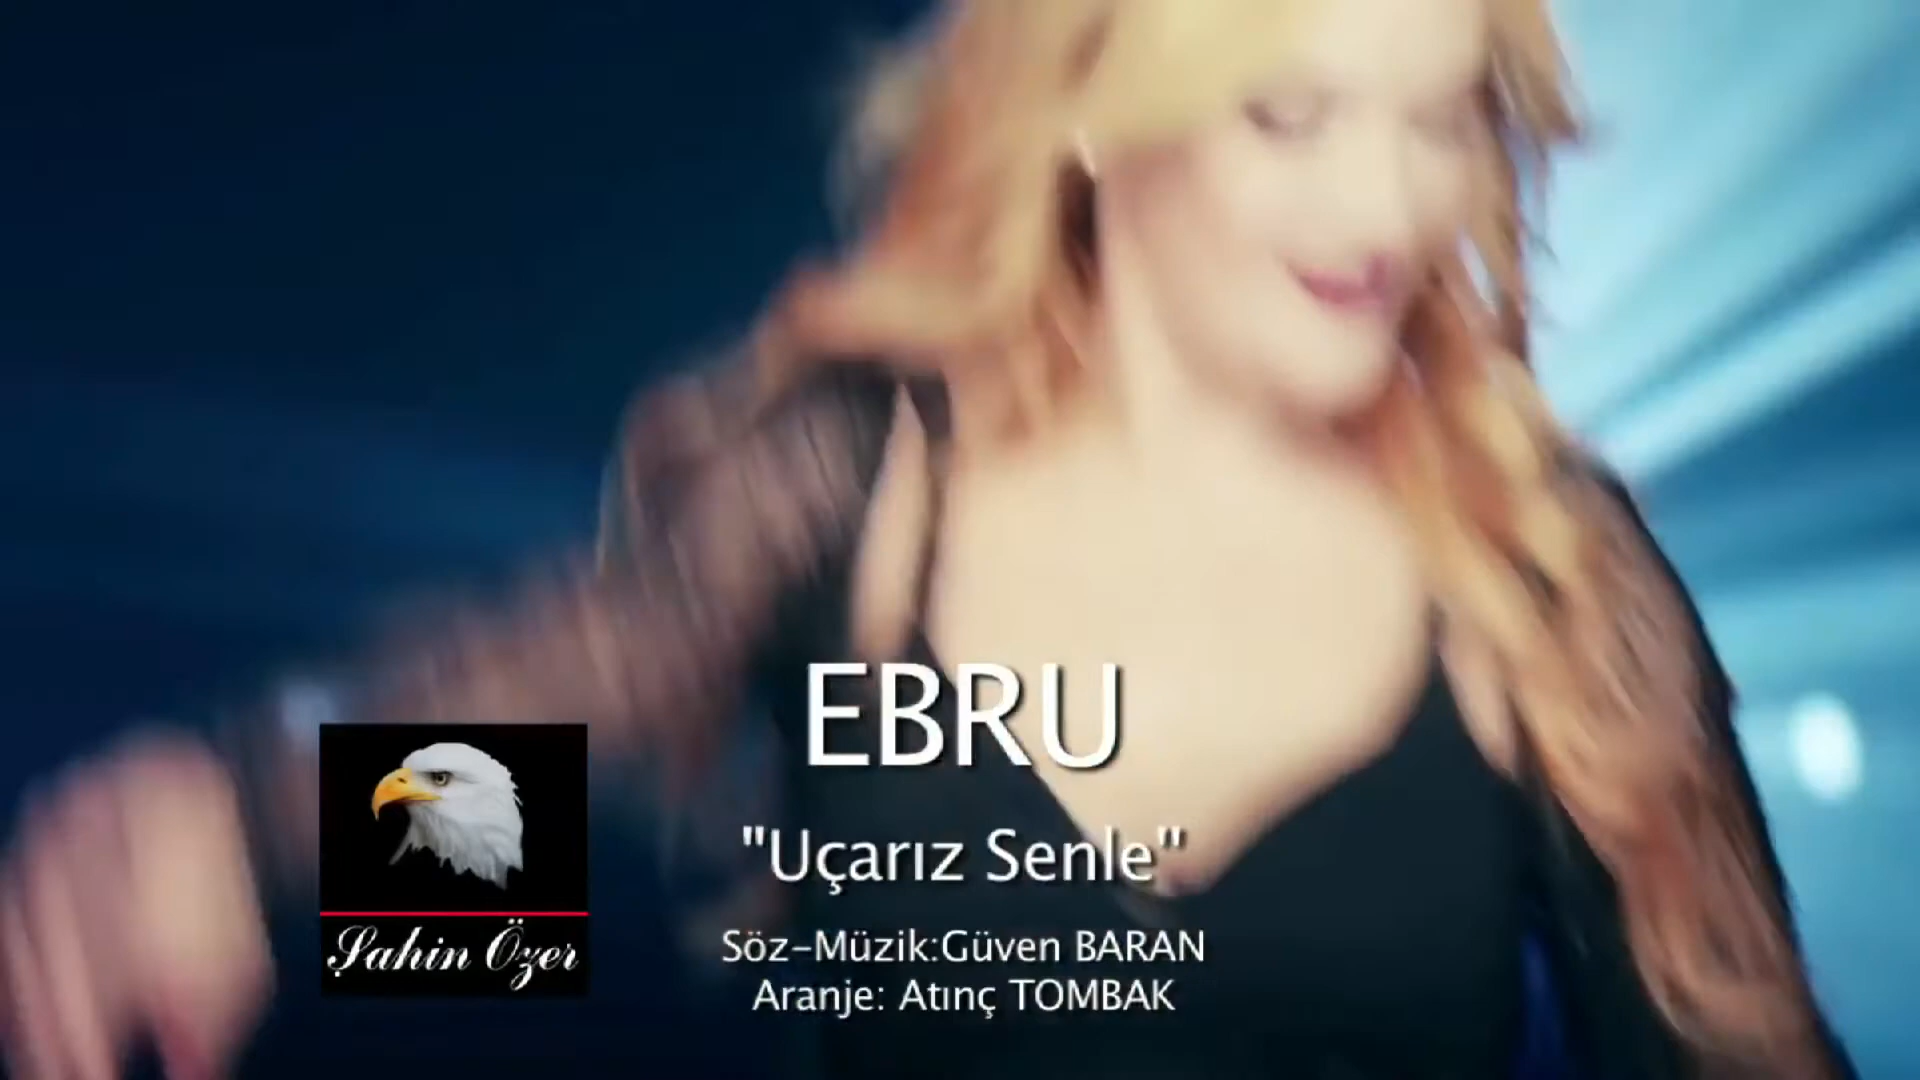 EBRU
"Uçarız Senle"
Söz-Müzik:Güven BARAN
Aranje: Atınç TOMBAK
Şahin Özer